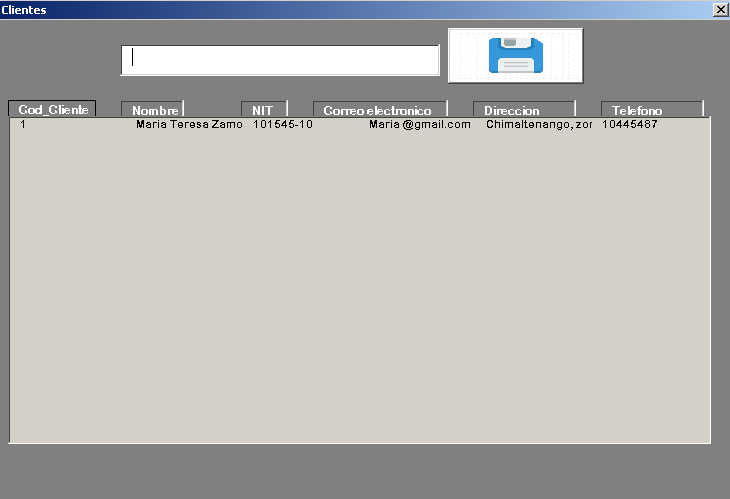 Clientes
Cod_Cliente Nombre NIT Correo electronico Direccion Telefono
1 Maria Teresa Zamo 101545-10 Maria @gmail.com Chimaltenango, zor 10445487